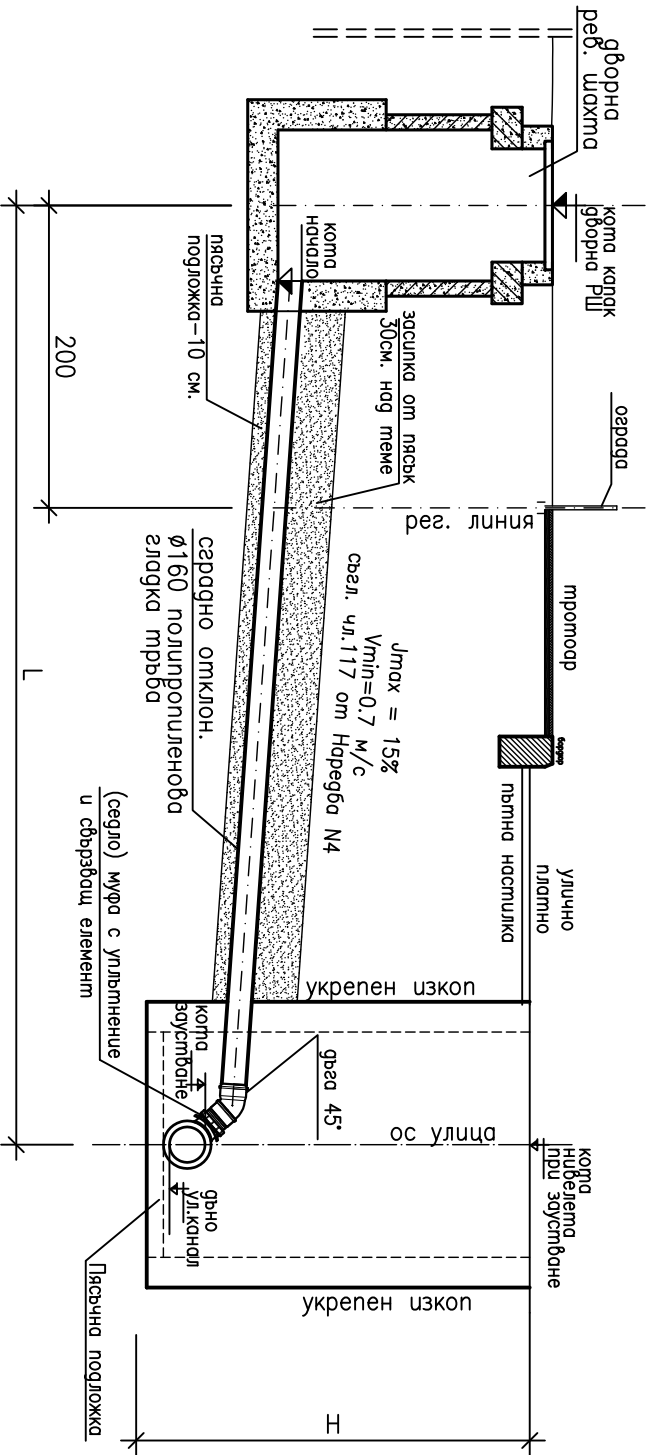 дворна
рев. шахта
кота капак
дворна РШ
кота
начало
пясъчна
подложка-10 см.
засипка от пясък
30см. над теме
200
ограда
рег. линия
тротоар
бордюр
улично
платно
пътна настилка
Jmax = 15%
Vmin=0.7 м/с
съгл. чл.117 от Наредба N4
сградно отклон.
ø160 полипропиленова
гладка тръба
L
(седло) муфа с уплътнение
и свързващ елемент
укрепен изкоп
кота
заустване
дъга 45°
ос улица
кота
нивелета
при заустване
дъно
ул.канал
укрепен изкоп
Пясъчна подложка
H